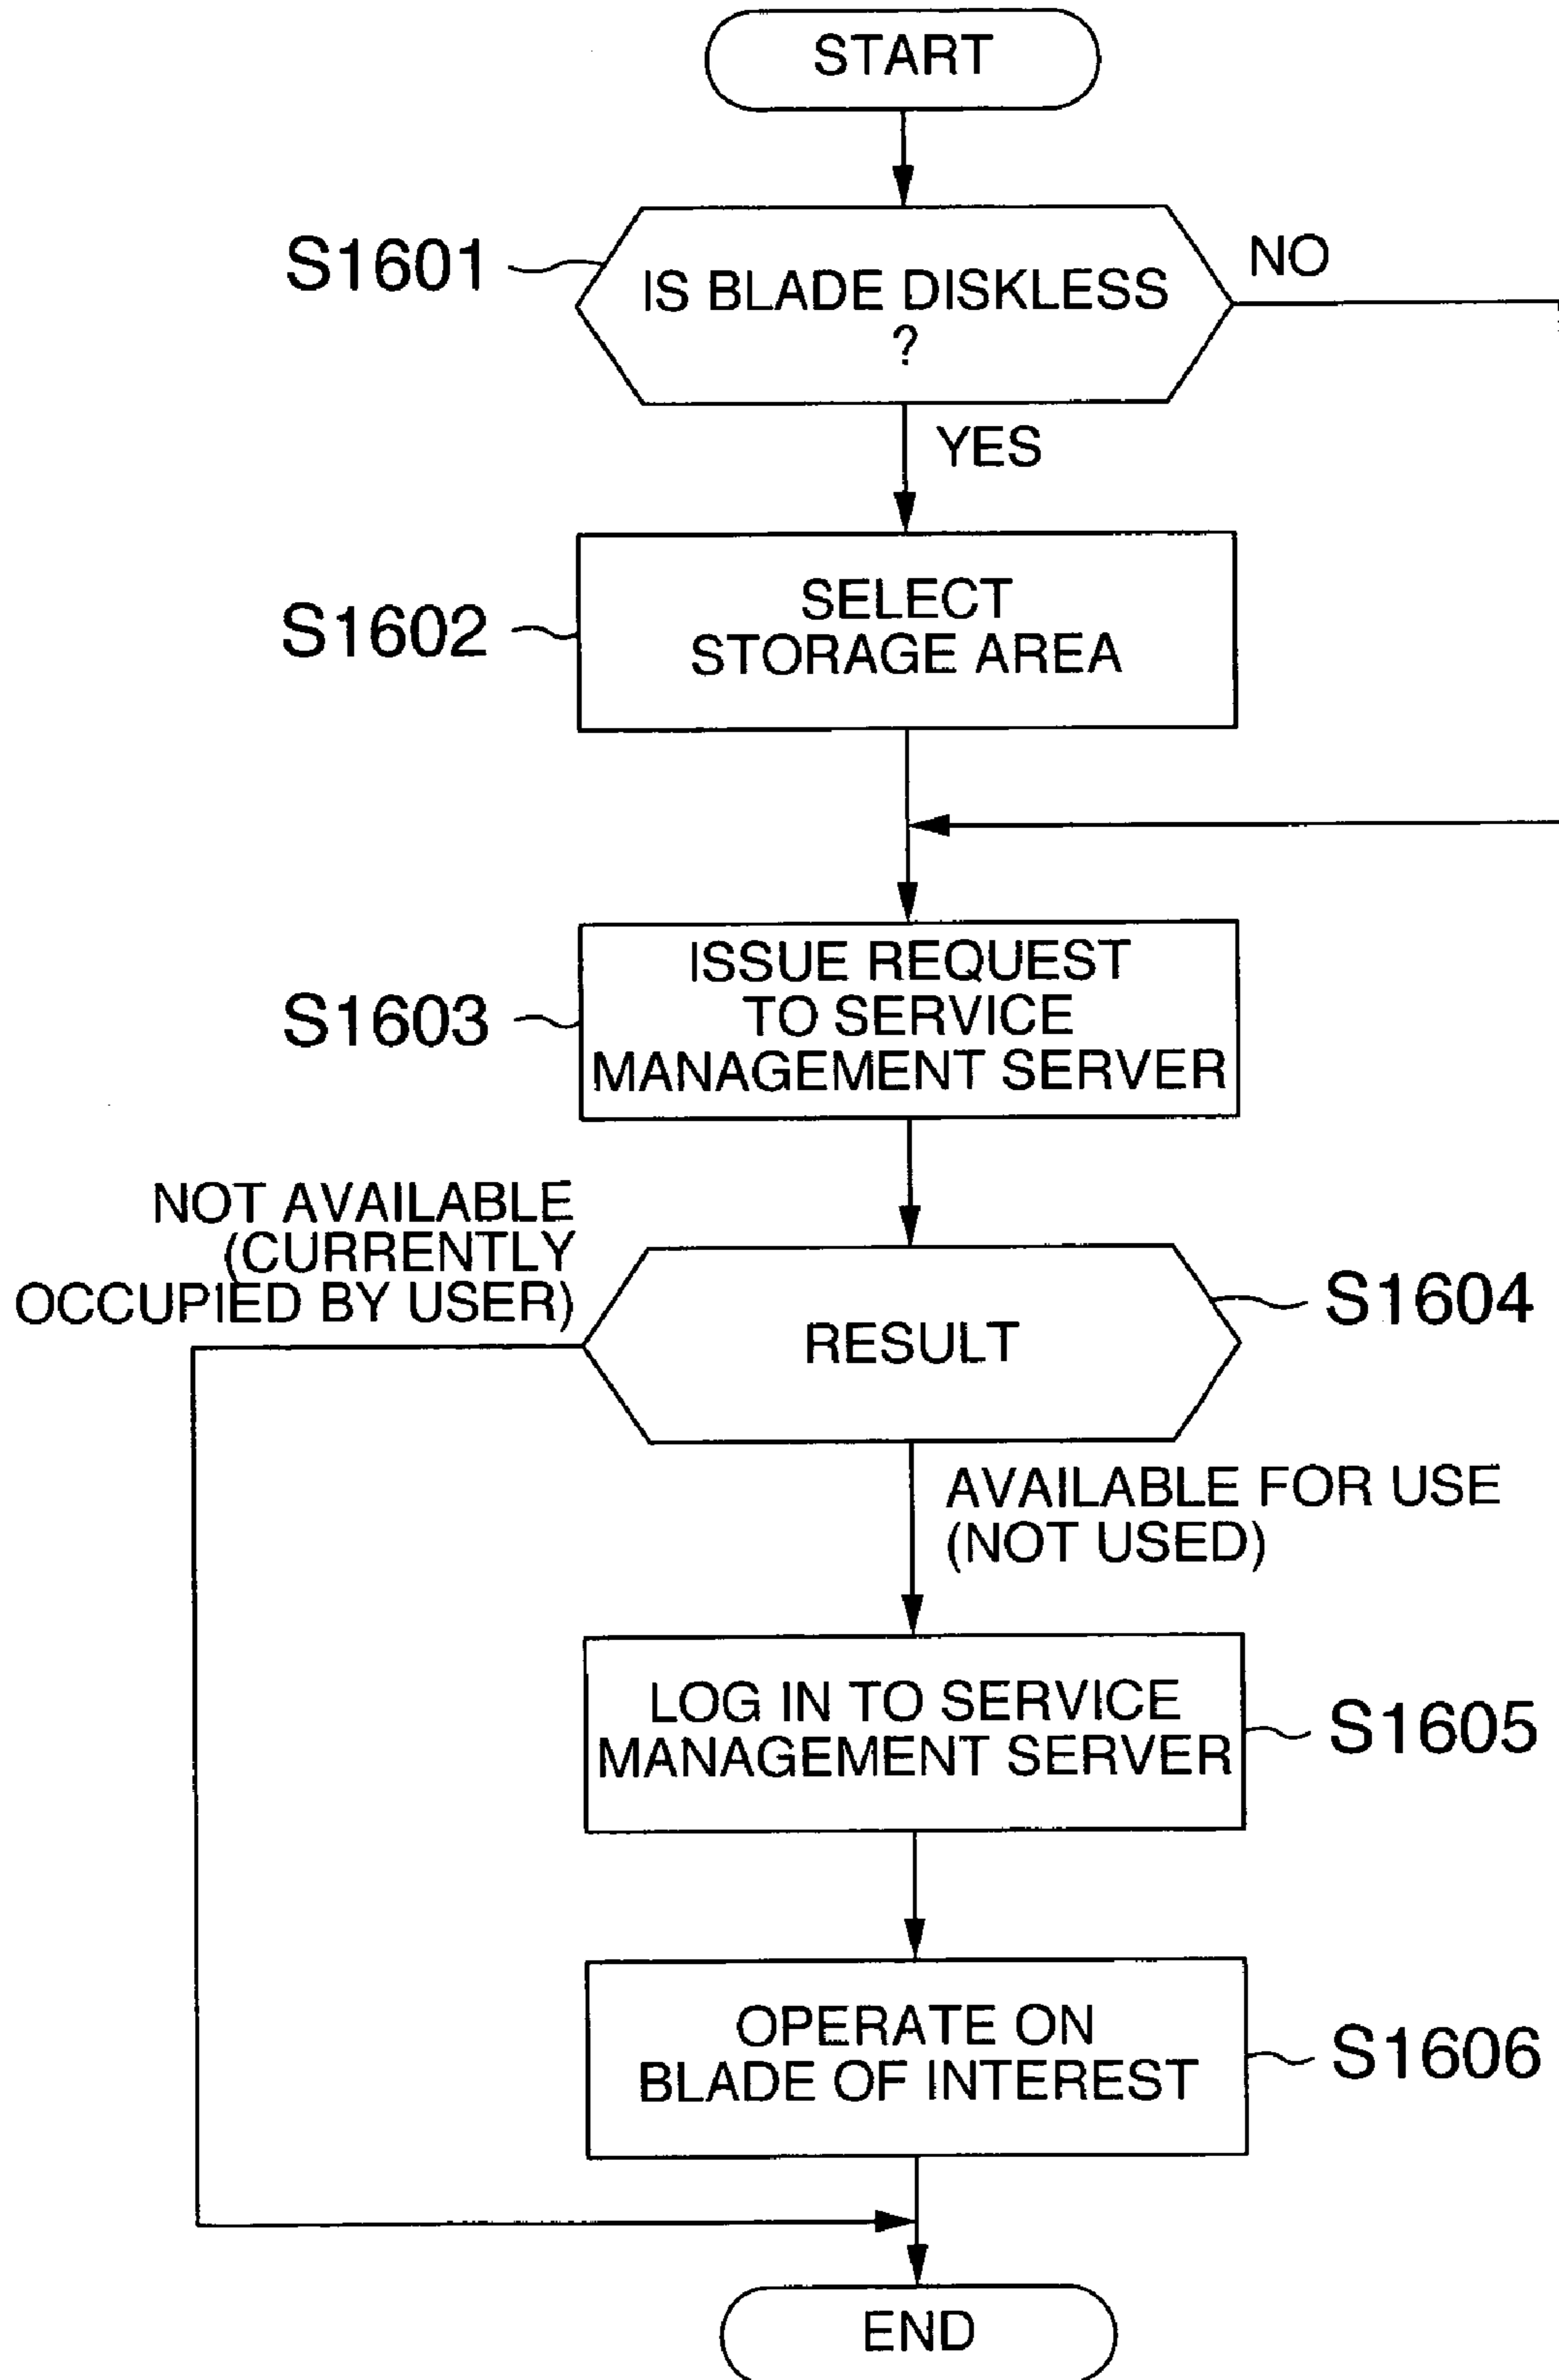 START
S1601
IS BLADE DISKLESS
?
NO
YES
S1602
SELECT
STORAGE AREA
S1603
ISSUE REQUEST
TO SERVICE
MANAGEMENT SERVER
NOT AVAILABLE
(CURRENTLY
OCCUPIED BY USER)
RESULT
S1604
AVAILABLE FOR USE
(NOT USED)
LOG IN TO SERVICE
MANAGEMENT SERVER
S1605
OPERATE ON
BLADE OF INTEREST
S1606
END